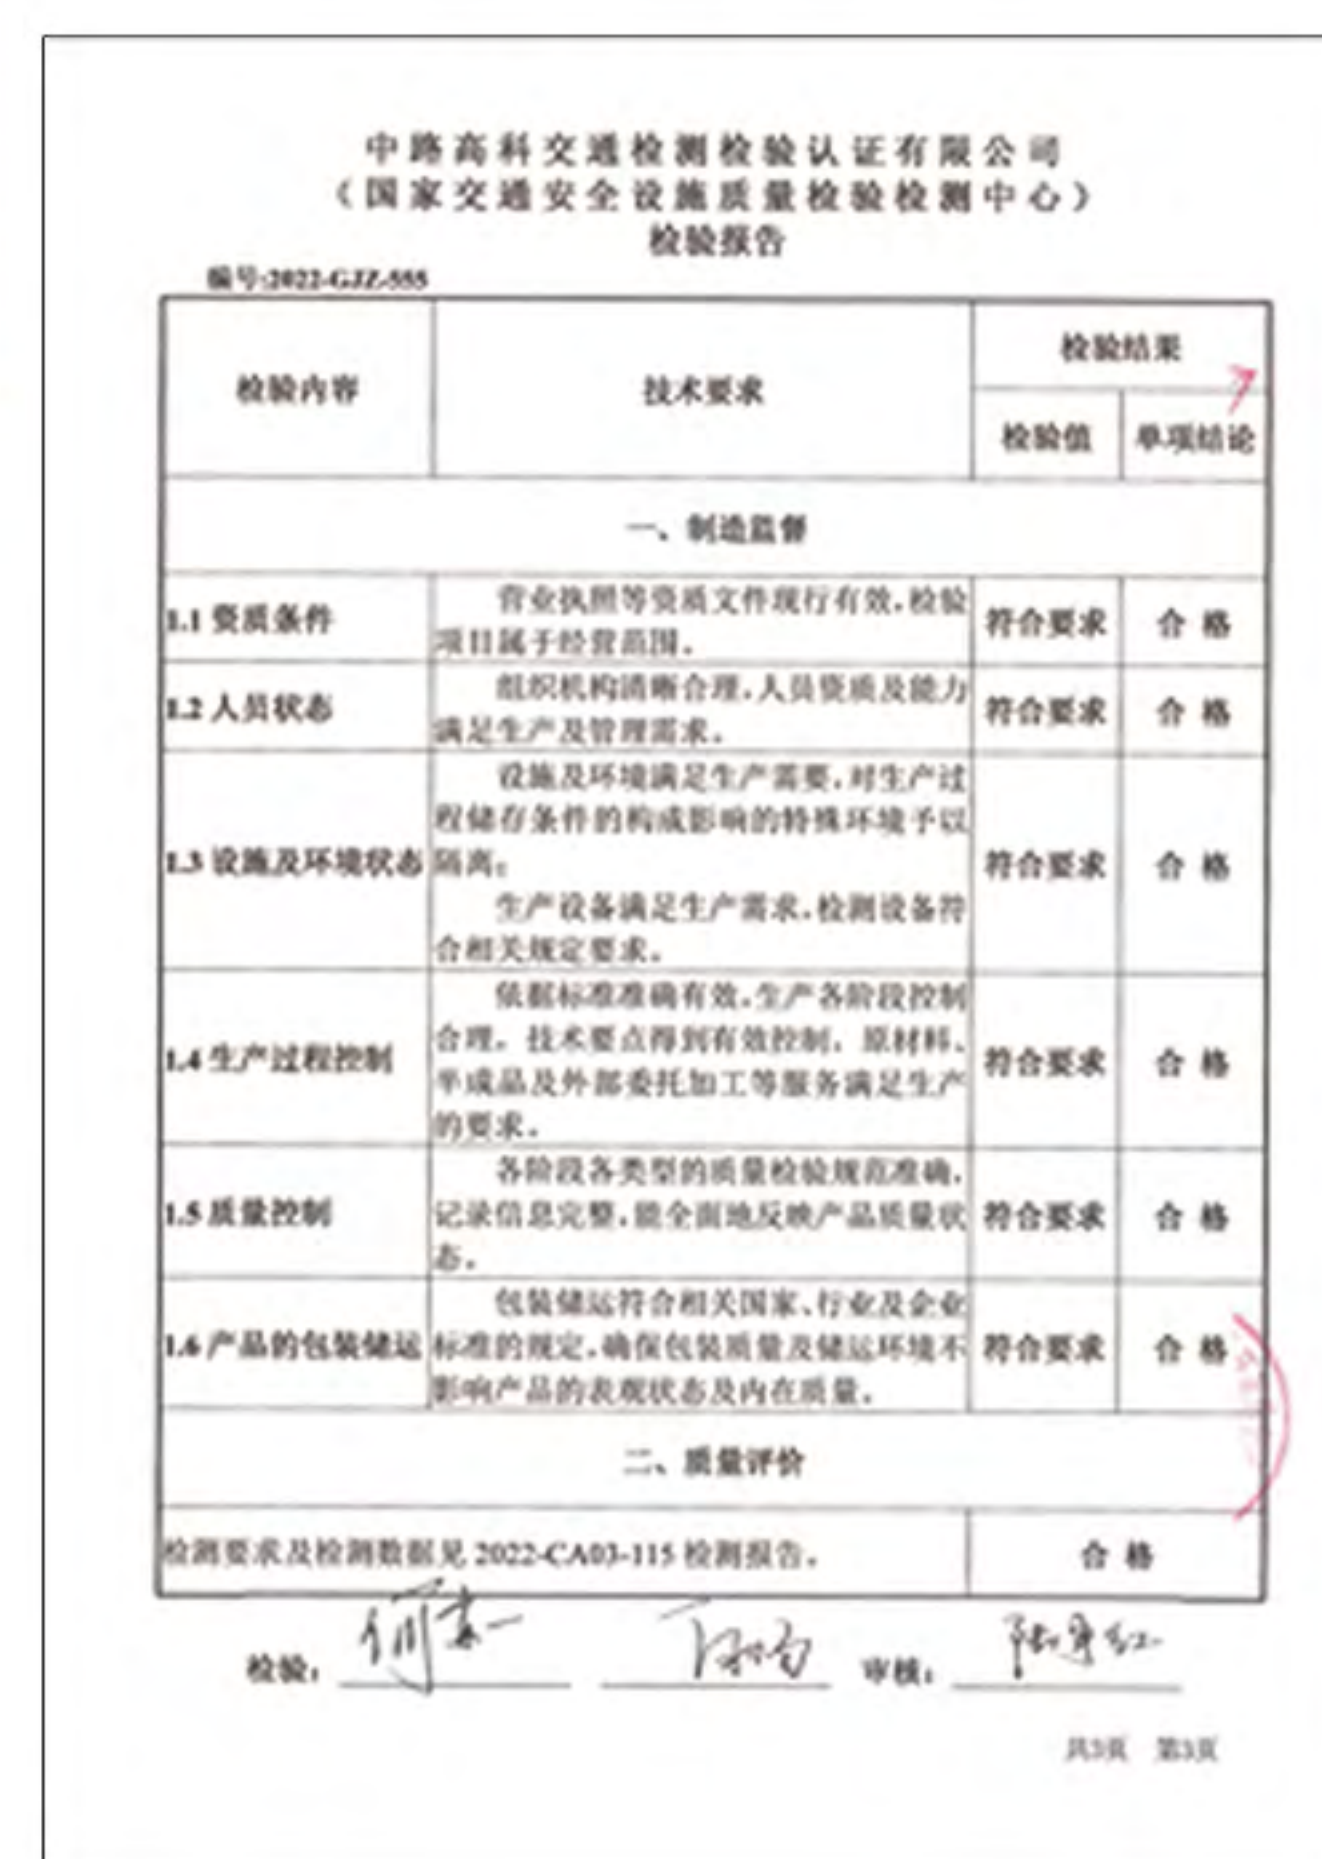 中路高科交通检测检验认证有限公司
（国家交通安全设施质量检验检测中心）
检验报告
编号:2022-GJZ-555
检验内容
技术要求
检验结果
检验值
单项结论
一、制造监督
1.1 资质条件
营业执照等资质文件现行有效,检验
项目属于经营范围。
符合要求
合 格
1.2 人员状态
组织机构清晰合理,人员资质及能力
满足生产及管理需求。
符合要求
合 格
1.3 设施及环境状态
设施及环境满足生产需要,对生产过
程储存条件的构成影响的特殊环境予以
隔离;
生产设备满足生产需求,检测设备符
合相关规定要求。
符合要求
合 格
1.4 生产过程控制
依据标准准确有效,生产各阶段控制
合理。技术要点得到有效控制。原材料、
半成品及外部委托加工等服务满足生产
的要求。
符合要求
合 格
1.5 质量控制
各阶段各类型的质量检验规范准确,
记录信息完整,能全面地反映产品质量状
态。
符合要求
合 格
1.6 产品的包装储运
包装储运符合相关国家、行业及企业
标准的规定,确保包装质量及储运环境不
影响产品的表观状态及内在质量。
符合要求
合 格
二、质量评价
检测要求及检测数据见 2022-CA03-115 检测报告。
合 格
检验:
审核:
共3页 第3页